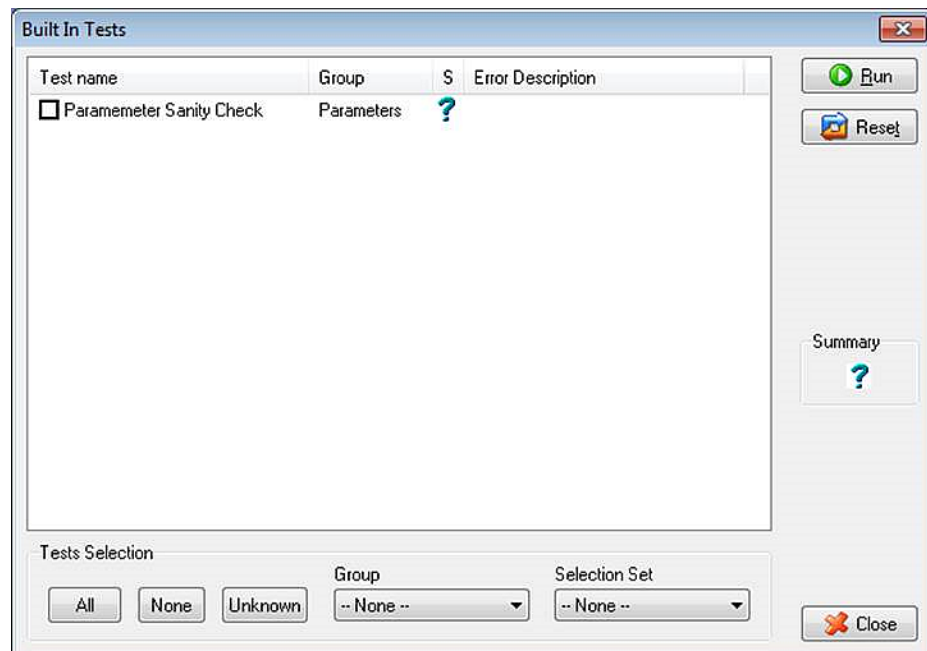 Built In Tests
Test name Group S Error Description
Paramemeter Sanity Check Parameters ?
Run
Reset
Summary
?
Tests Selection
Group Selection Set
All None Unknown -- None -- -- None --
Close